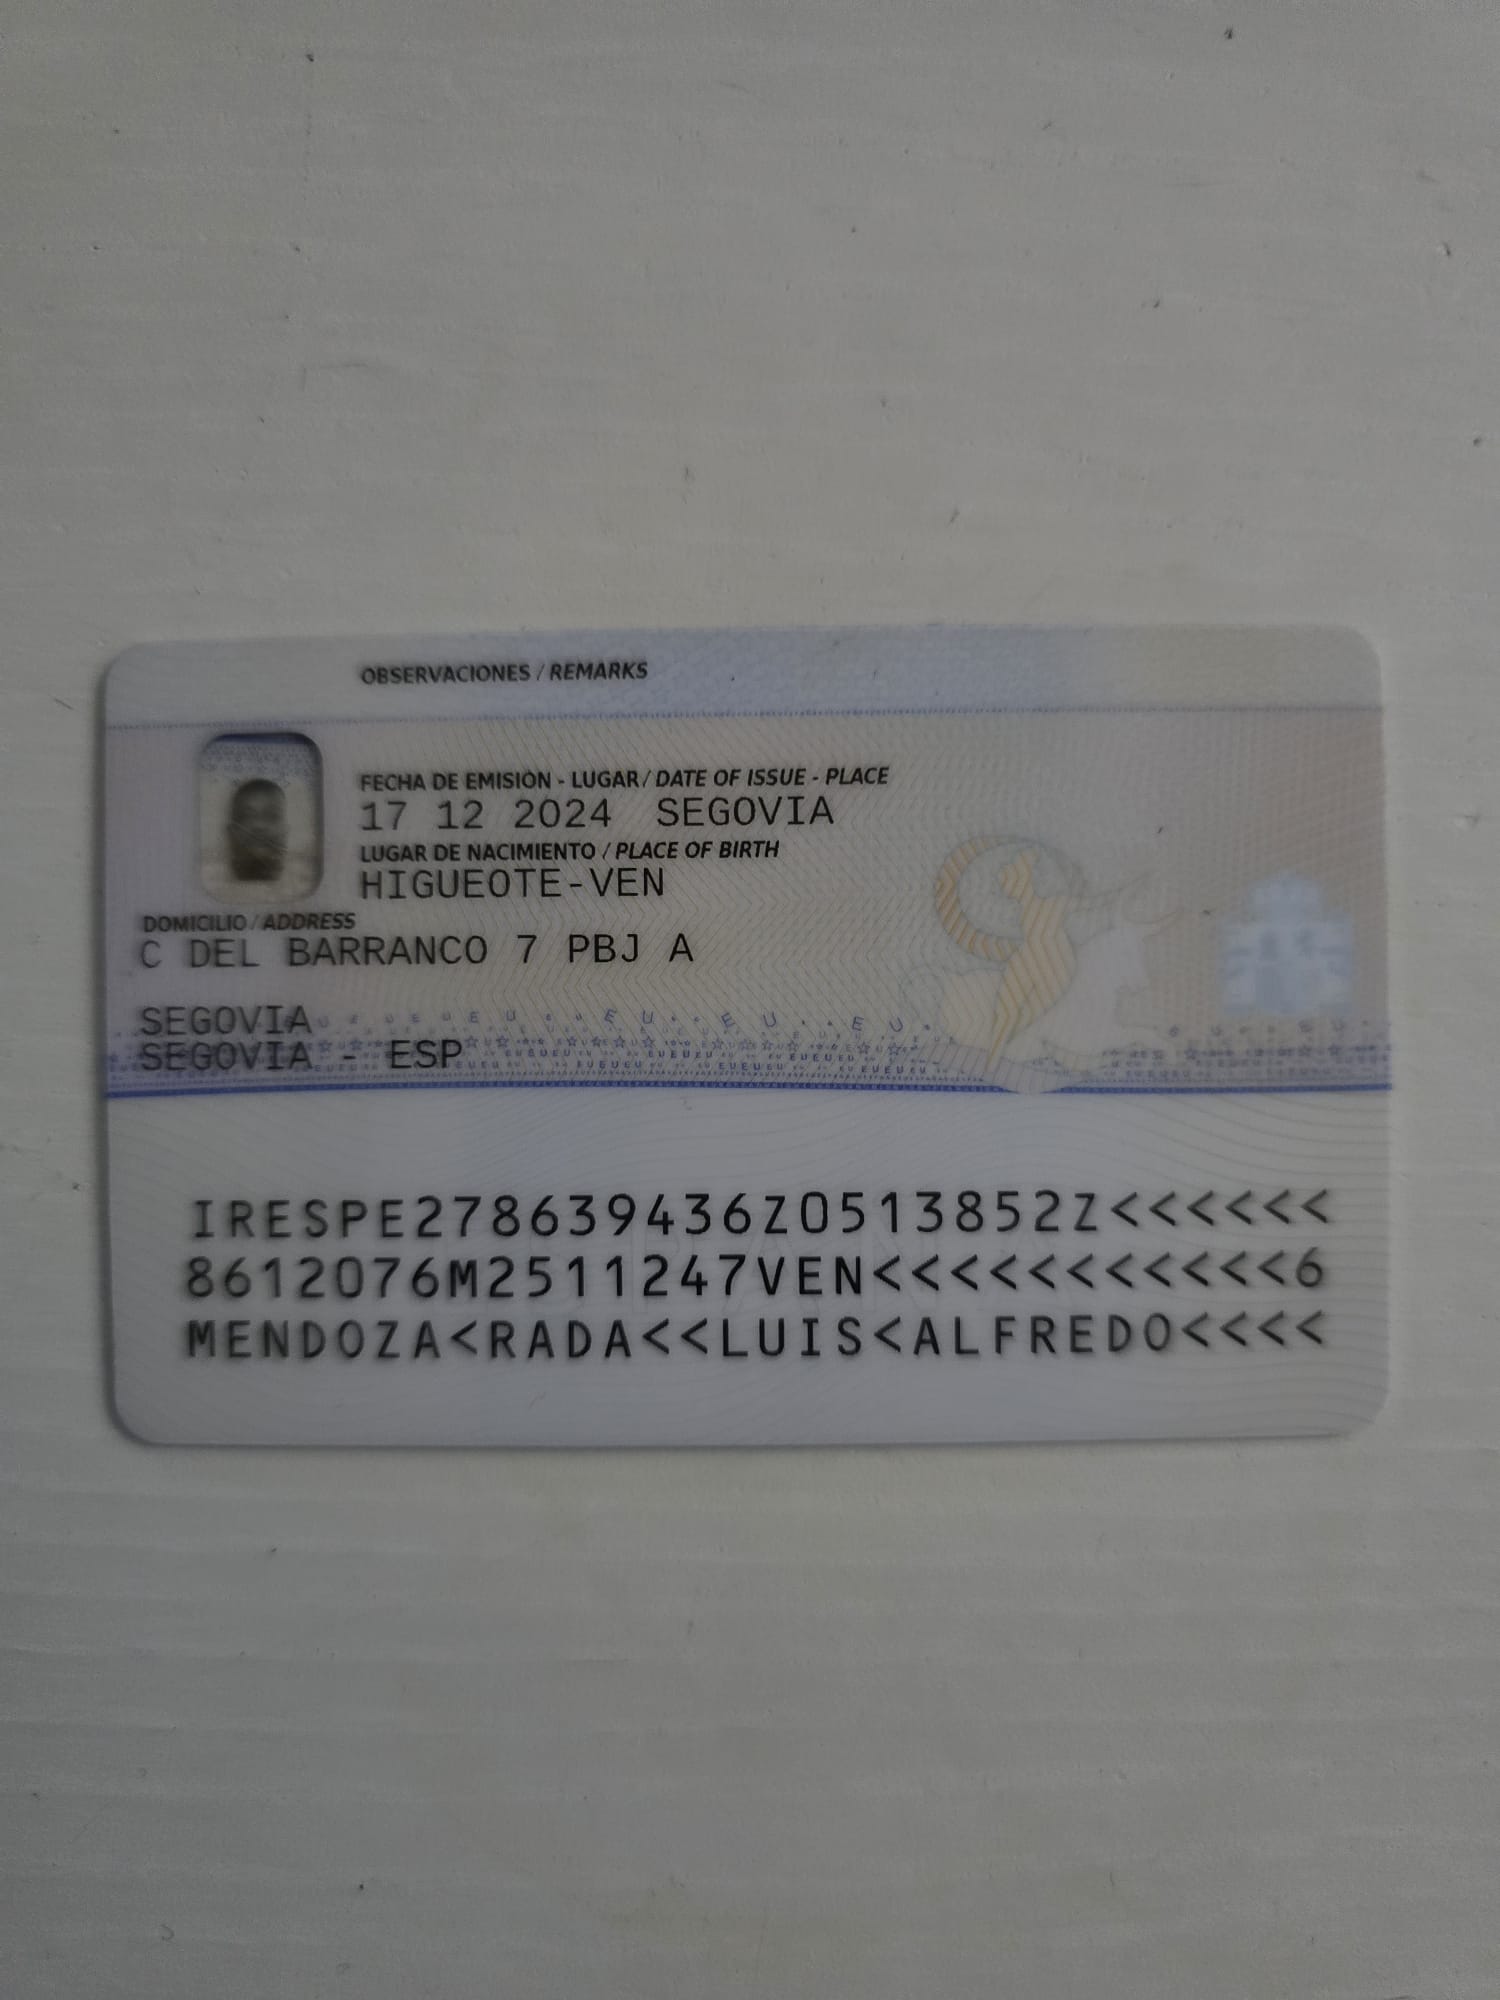 OBSERVACIONES / REMARKS
FECHA DE EMISIÓN - LUGAR / DATE OF ISSUE - PLACE
17 12 2024 SEGOVIA
LUGAR DE NACIMIENTO / PLACE OF BIRTH
HIGUEOTE-VEN
DOMICILIO / ADDRESS
C DEL BARRANCO 7 PBJ A
SEGOVIA
SEGOVIA - ESP
IRESPE278639436Z0513852Z<<<<<<
8612076M2511247VEN<<<<<<<<<<<6
MENDOZA<RADA<<LUIS<ALFREDO<<<<